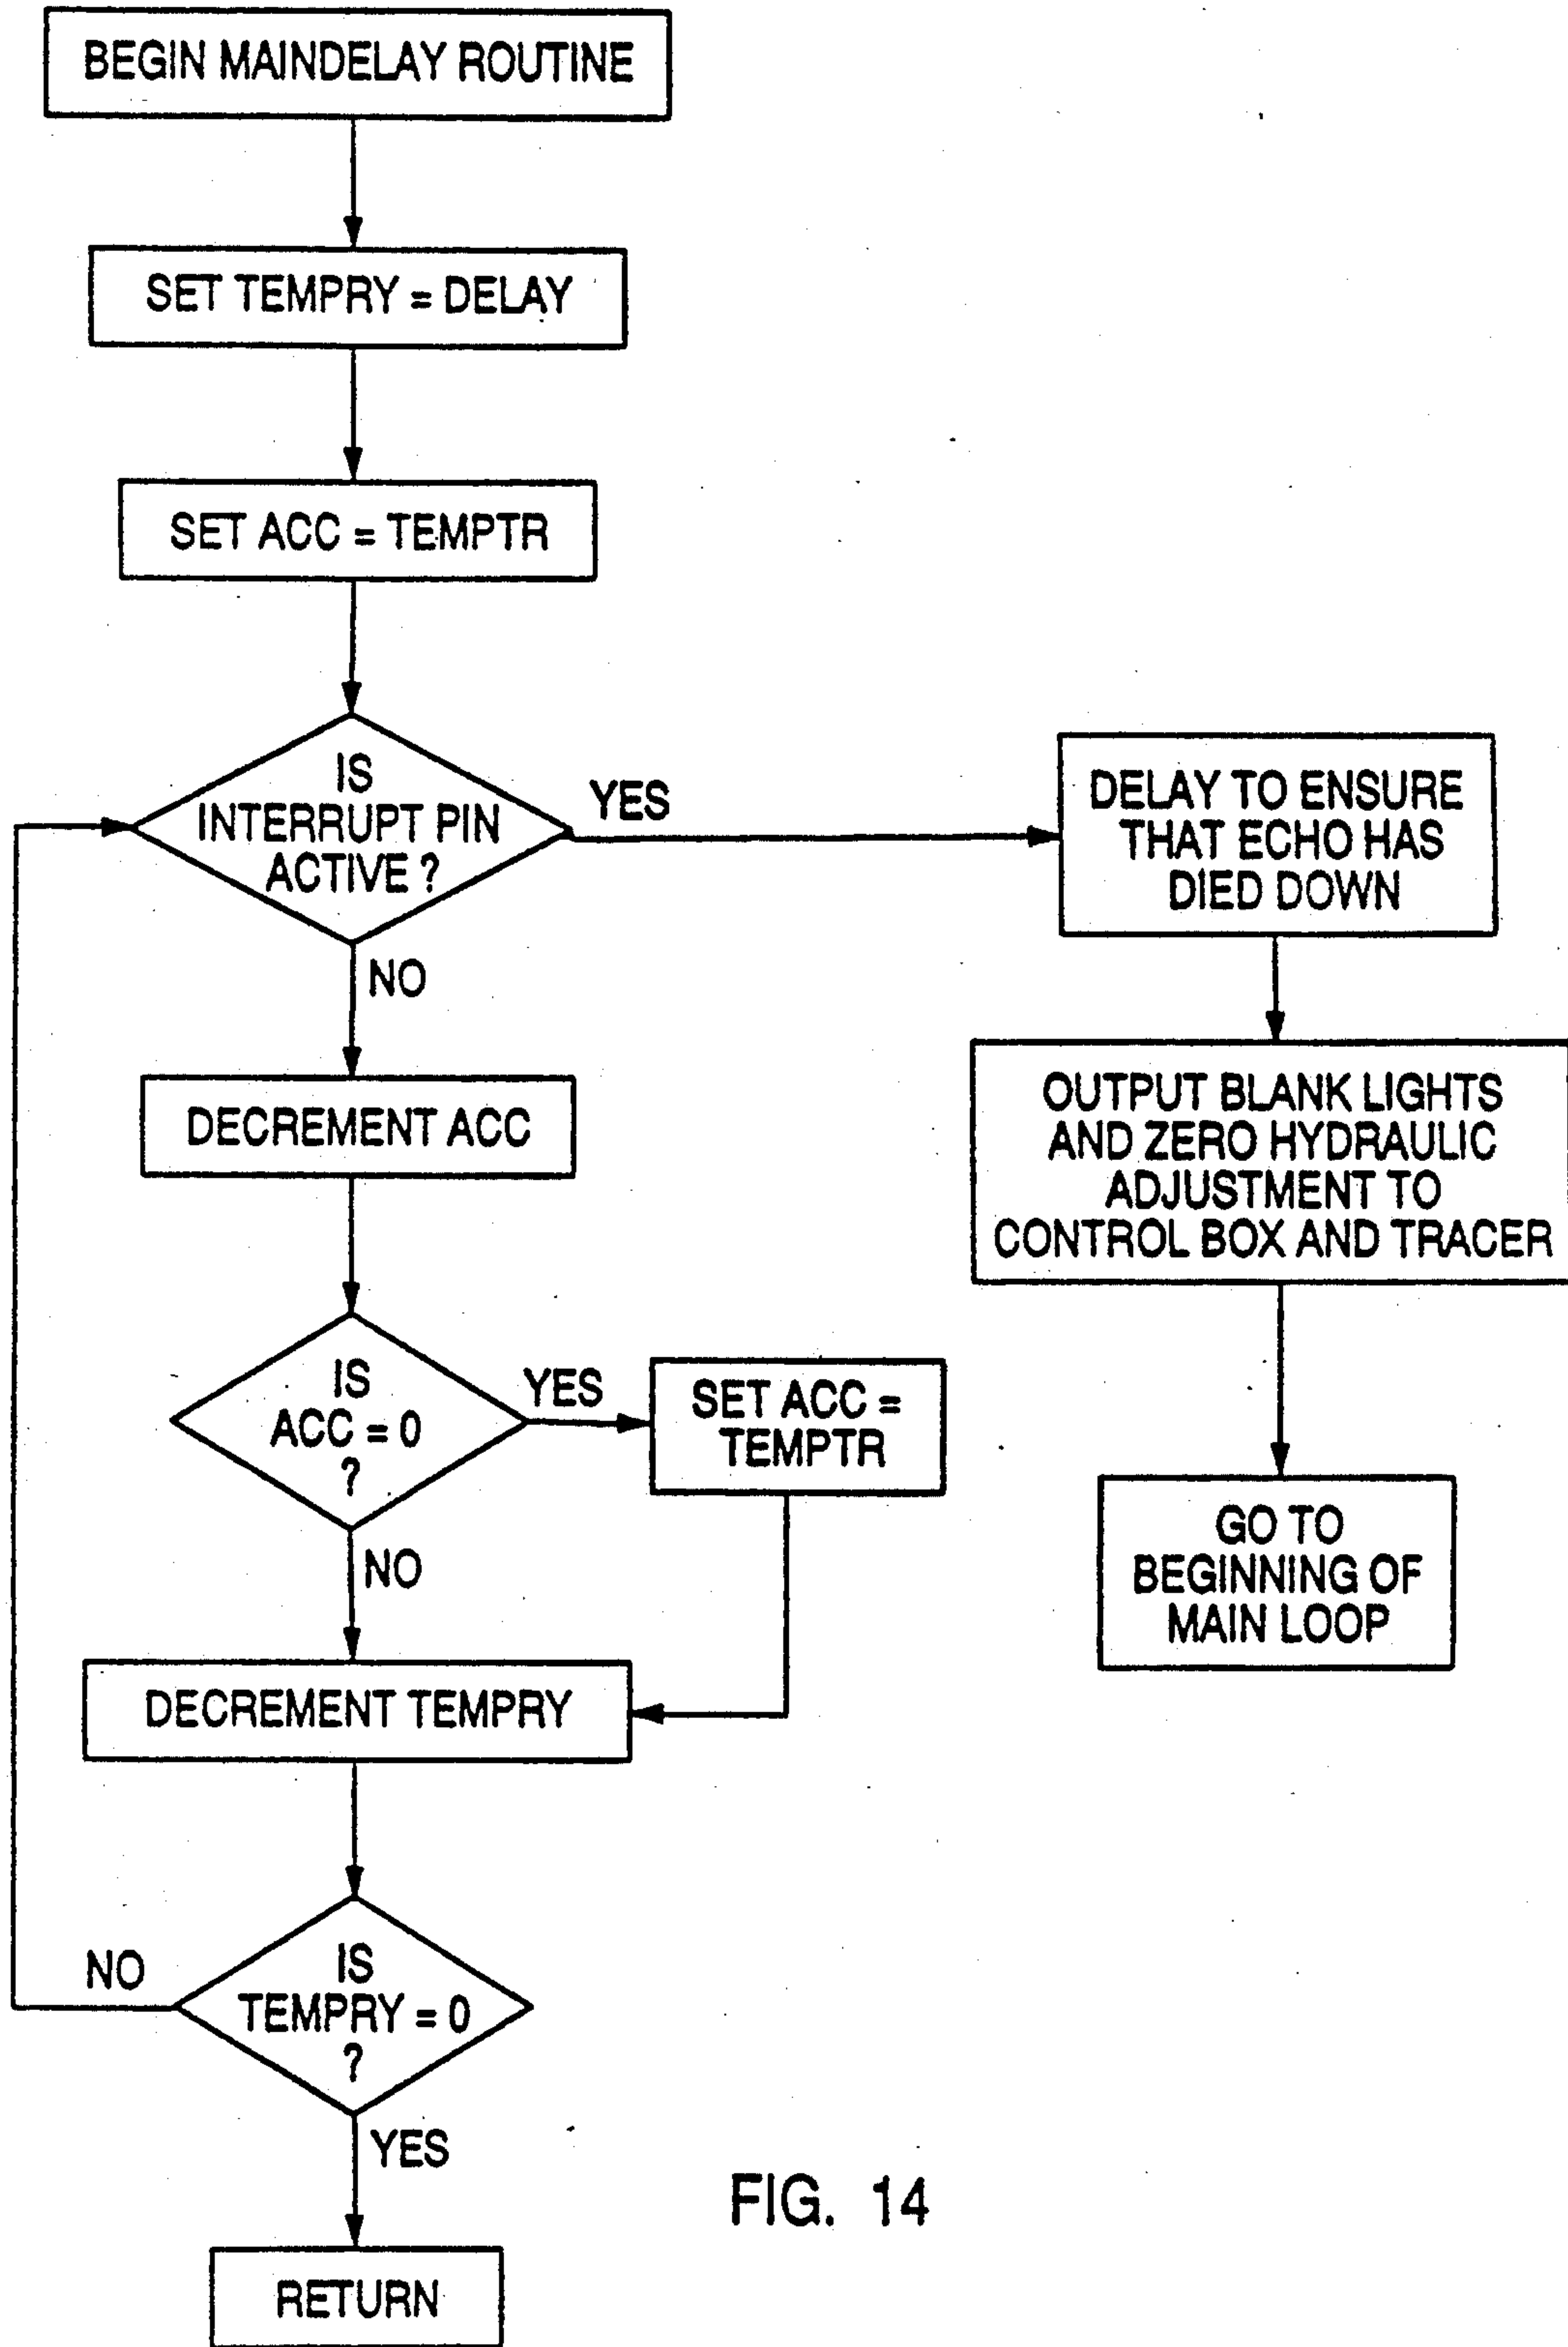 BEGIN MAINDELAY ROUTINE
SET TEMPRY = DELAY
SET ACC = TEMPTR
IS
INTERRUPT PIN
ACTIVE ?
YES
DELAY TO ENSURE
THAT ECHO HAS
DIED DOWN
NO
DECREMENT ACC
OUTPUT BLANK LIGHTS
AND ZERO HYDRAULIC
ADJUSTMENT TO
CONTROL BOX AND TRACER
IS
ACC = 0
?
YES
SET ACC =
TEMPTR
NO
GO TO
BEGINNING OF
MAIN LOOP
DECREMENT TEMPRY
NO
IS
TEMPRY = 0
?
YES
RETURN
FIG. 14